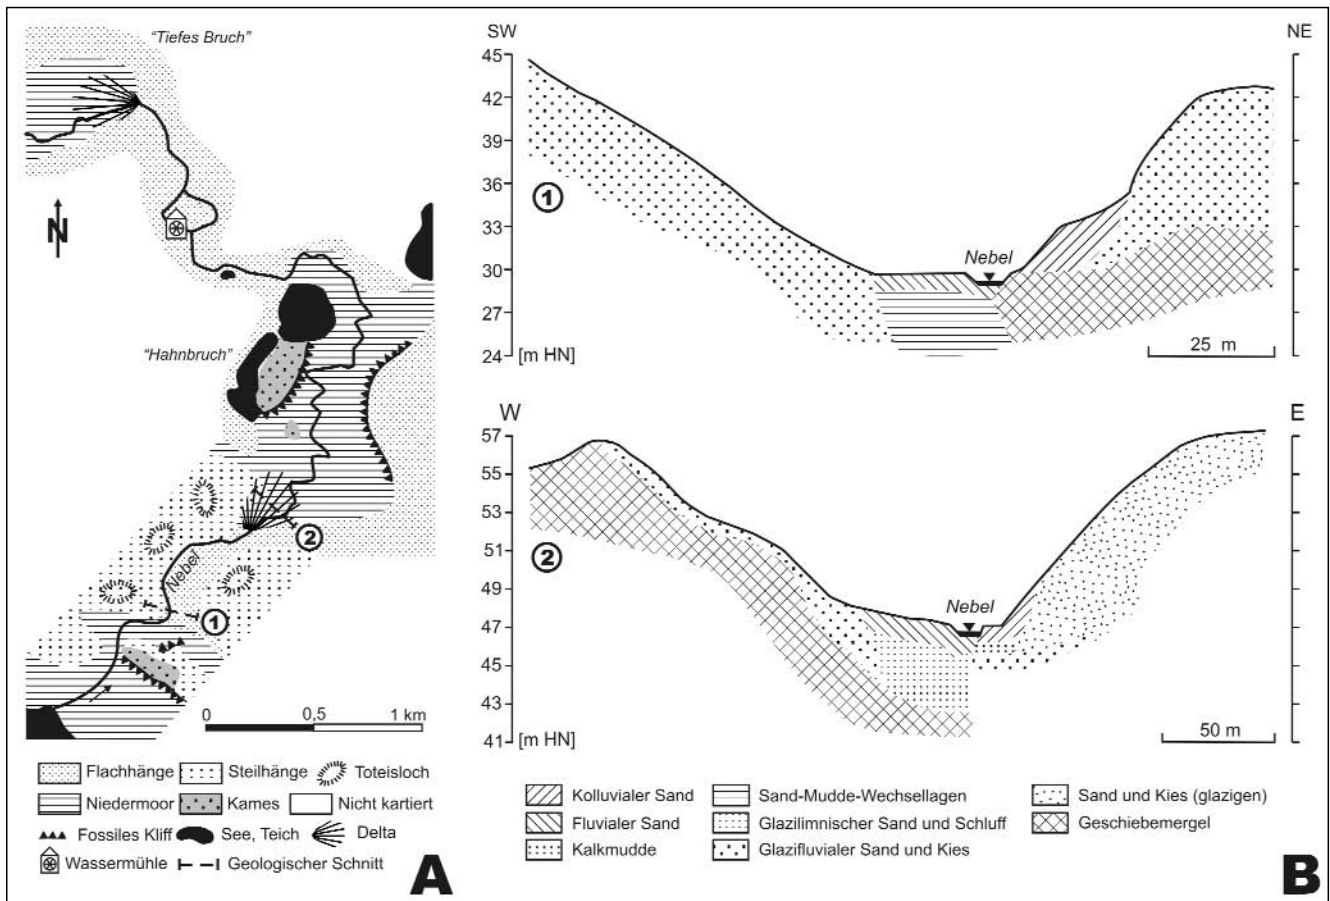 "Tiefes Bruch"
N
"Hahnbruch"
Nebel
2
1
0 0,5 1 km
Flachhänge Steilhänge Toteisloch
Niedermoor Kames Nicht kartiert
Fossiles Kliff See, Teich Delta
Wassermühle Geologischer Schnitt
A
SW NE
45
42
39
36
1
33
Nebel
30
27
24 [m HN]
25 m
W E
57
55
53
51
2
49
Nebel
47
45
43
41 [m HN]
50 m
Kolluvialer Sand Sand-Mudde-Wechsellagen Sand und Kies (glazigen)
Fluvialer Sand Glazilimnischer Sand und Schluff Geschiebemergel
Kalkmudde Glazifluvialer Sand und Kies
B